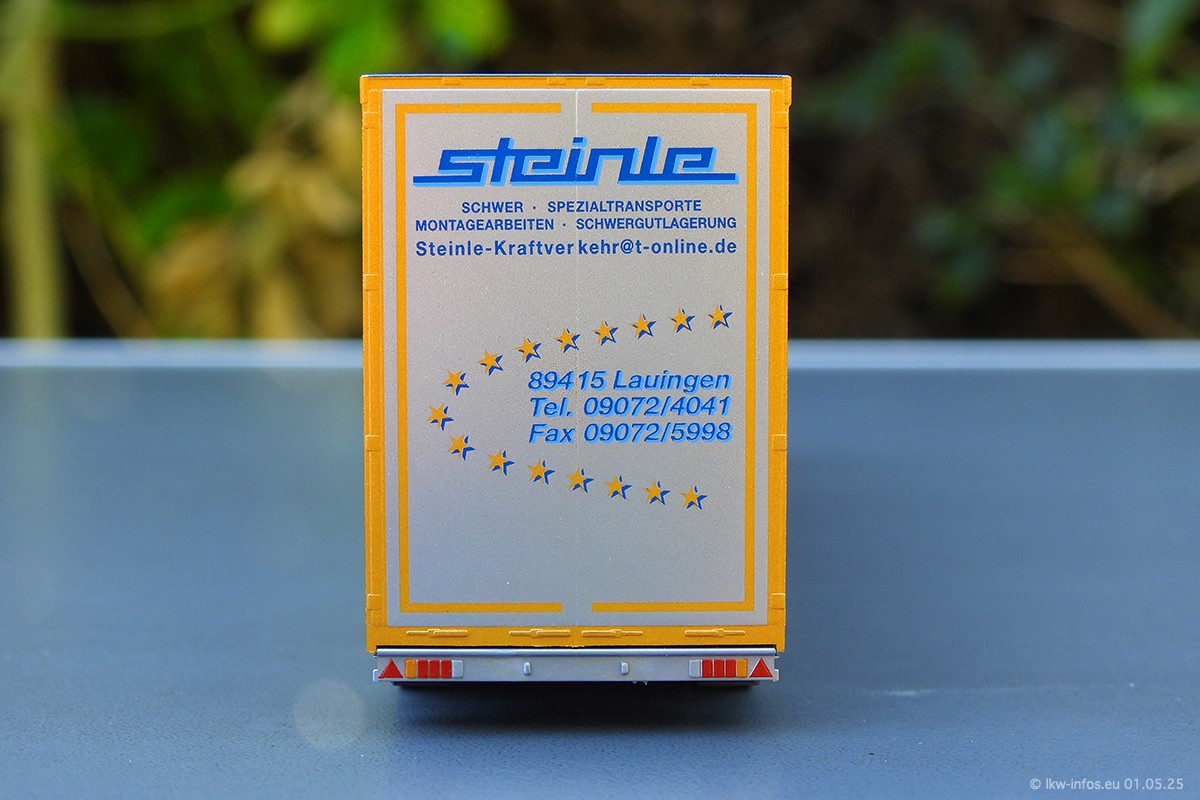 steinle
SCHWER · SPEZIALTRANSPORTE
MONTAGEARBEITEN · SCHWERGUTLAGERUNG
Steinle-Kraftverkehr@t-online.de
89415 Lauingen
Tel. 09072/4041
Fax 09072/5998
© lkw-infos.eu 01.05.25